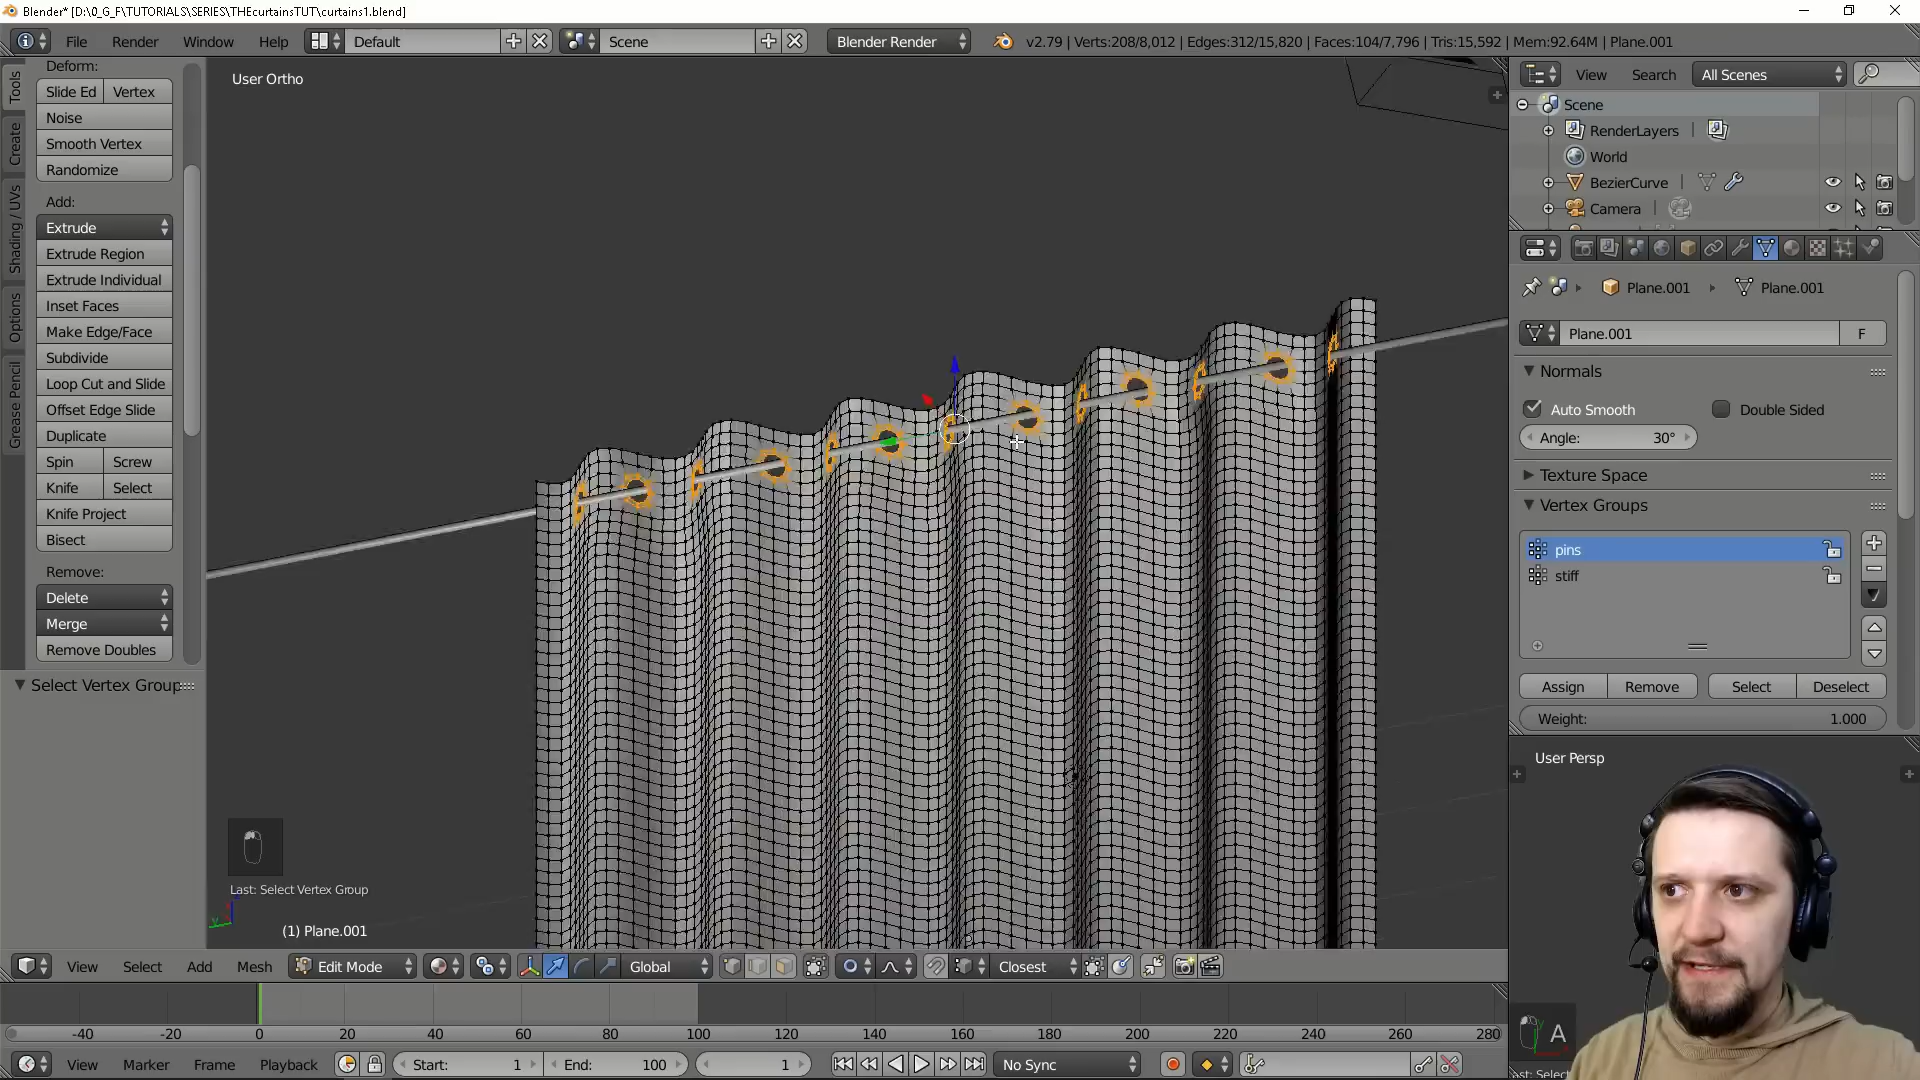 Blender* [D:\0_G_F\TUTORIALS\SERIES\THEcurtainsTUT\curtains1.blend]
File Render Window Help Default Scene Blender Render v2.79 | Verts:208/8,012 | Edges:312/15,820 | Faces:104/7,796 | Tris:15,592 | Mem:92.64M | Plane.001
Tools
Create
Shading / UVs
Options
Grease Pencil
Deform:
Slide Ed Vertex
Noise
Smooth Vertex
Randomize
Add:
Extrude
Extrude Region
Extrude Individual
Inset Faces
Make Edge/Face
Subdivide
Loop Cut and Slide
Offset Edge Slide
Duplicate
Spin Screw
Knife Select
Knife Project
Bisect
Remove:
Delete
Merge
Remove Doubles
Select Vertex Group
User Ortho
Last: Select Vertex Group
(1) Plane.001
View Search All Scenes
Scene
RenderLayers
World
BezierCurve
Camera
Plane.001 Plane.001
Plane.001 F
Normals
Auto Smooth Double Sided
Angle: 30°
Texture Space
Vertex Groups
pins
stiff
Assign Remove Select Deselect
Weight: 1.000
User Persp
A
View Select Add Mesh Edit Mode Global Closest
-40 -20 0 20 40 60 80 100 120 140 160 180 200 220 240 260 280
View Marker Frame Playback Start: 1 End: 100 1 No Sync